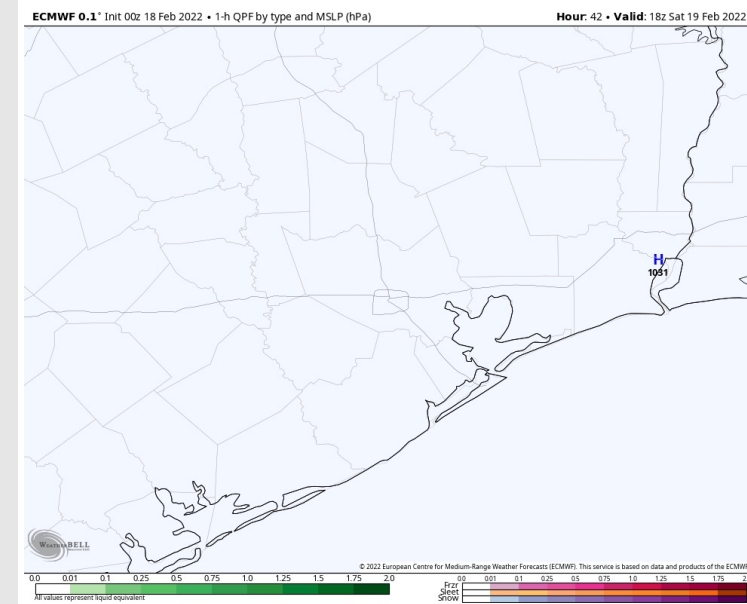 ECMWF 0.1° Init 00z 18 Feb 2022 • 1-h QPF by type and MSLP (hPa)
Hour: 42 • Valid: 18z Sat 19 Feb 2022
H
1031
WEATHERBELL
© 2022 European Centre for Medium-Range Weather Forecasts (ECMWF). This service is based on data and products of the ECMWF
0.0 0.01 0.1 0.25 0.5 0.75 1.0 1.25 1.5 1.75 2.0
All values represent liquid equivalent
0.0 0.01 0.1 0.25 0.5 0.75 1.0 1.25 1.5 1.75
Frzr
Sleet
Snow